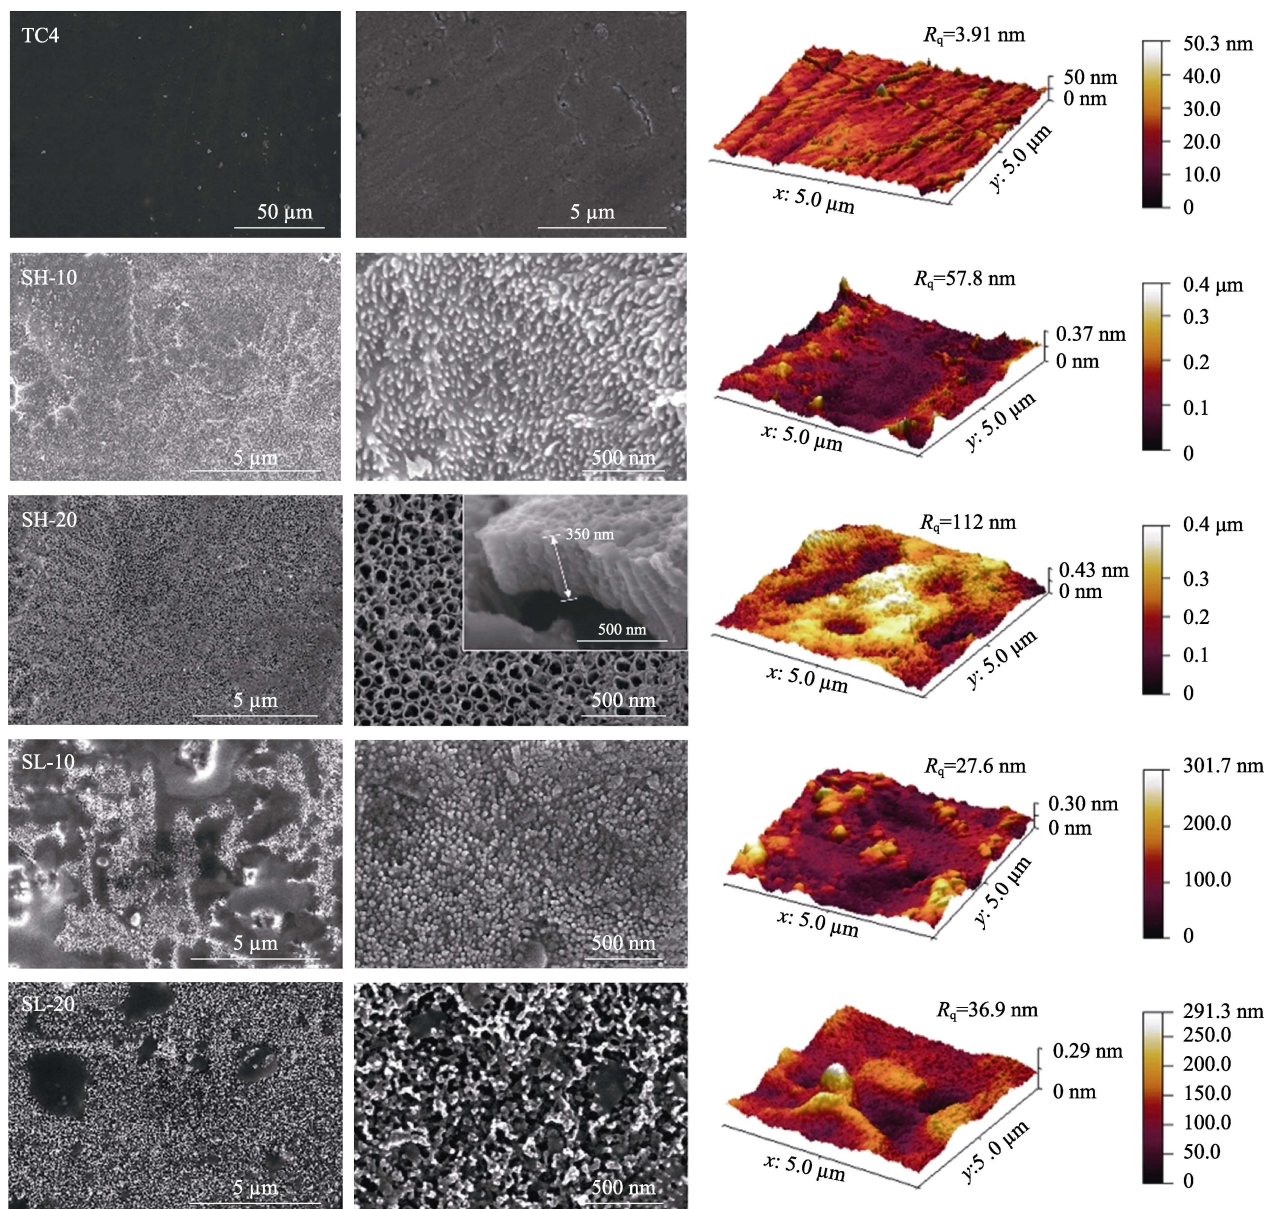 TC4
50 µm
5 µm
Rq=3.91 nm
50 nm
0 nm
x: 5.0 µm
y: 5.0 µm
50.3 nm
40.0
30.0
20.0
10.0
0
SH-10
5 µm
500 nm
Rq=57.8 nm
0.37 nm
0 nm
x: 5.0 µm
y: 5.0 µm
0.4 µm
0.3
0.2
0.1
0
SH-20
5 µm
350 nm
500 nm
500 nm
Rq=112 nm
0.43 nm
0 nm
x: 5.0 µm
y: 5.0 µm
0.4 µm
0.3
0.2
0.1
0
SL-10
5 µm
500 nm
Rq=27.6 nm
0.30 nm
0 nm
x: 5.0 µm
y: 5.0 µm
301.7 nm
200.0
100.0
0
SL-20
5 µm
500 nm
Rq=36.9 nm
0.29 nm
0 nm
x: 5.0 µm
y:5 .0 µm
291.3 nm
250.0
200.0
150.0
100.0
50.0
0